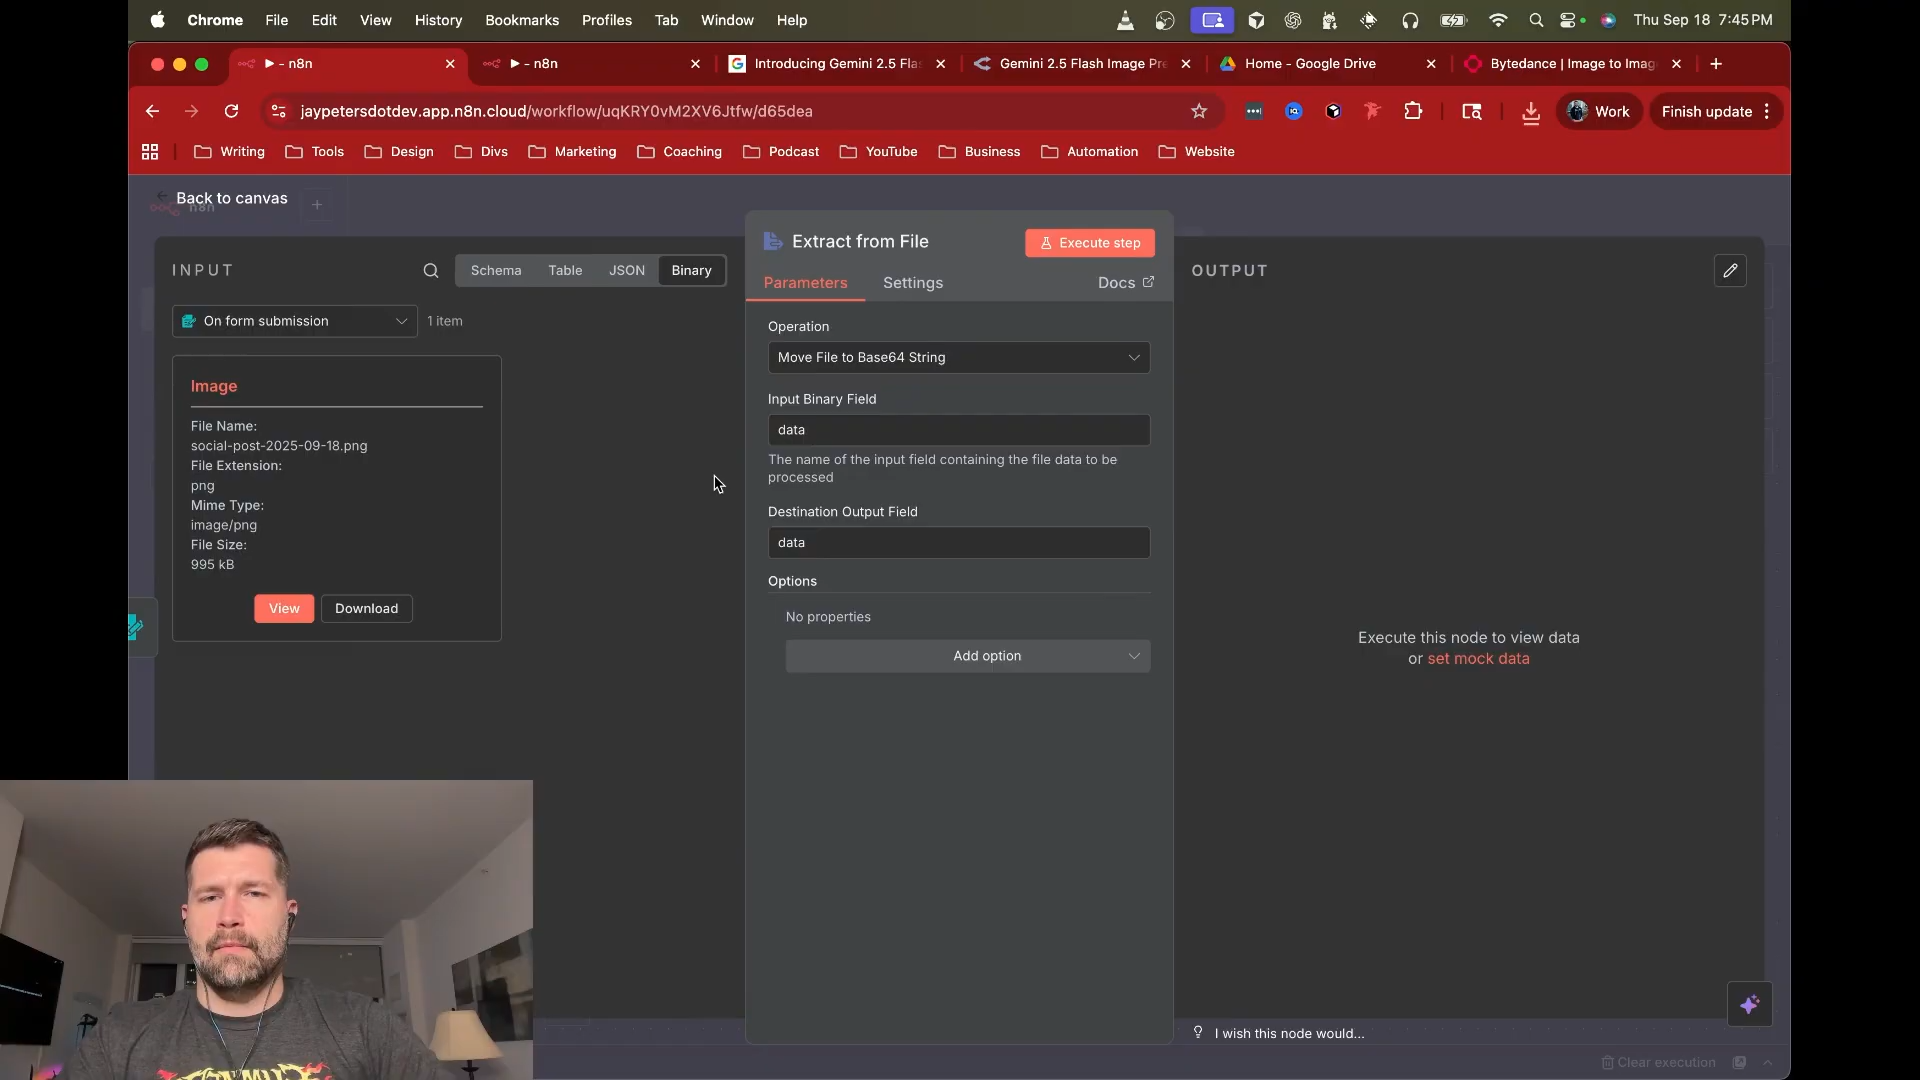 Chrome File Edit View History Bookmarks Profiles Tab Window Help Thu Sep 18 7:45 PM
- n8n - n8n Introducing Gemini 2.5 Fla Gemini 2.5 Flash Image Pre Home - Google Drive Bytedance | Image to Imag
jaypetersdotdev.app.n8n.cloud/workflow/uqKRY0vM2XV6Jtfw/d65dea Work Finish update
Writing Tools Design Divs Marketing Coaching Podcast YouTube Business Automation Website
Back to canvas
n8n
INPUT
Schema Table JSON Binary
On form submission 1 item
Image
File Name:
social-post-2025-09-18.png
File Extension:
png
Mime Type:
image/png
File Size:
995 kB
View Download
Extract from File
Execute step
Parameters Settings Docs
Operation
Move File to Base64 String
Input Binary Field
data
The name of the input field containing the file data to be
processed
Destination Output Field
data
Options
No properties
Add option
OUTPUT
Execute this node to view data
or set mock data
I wish this node would...
Clear execution